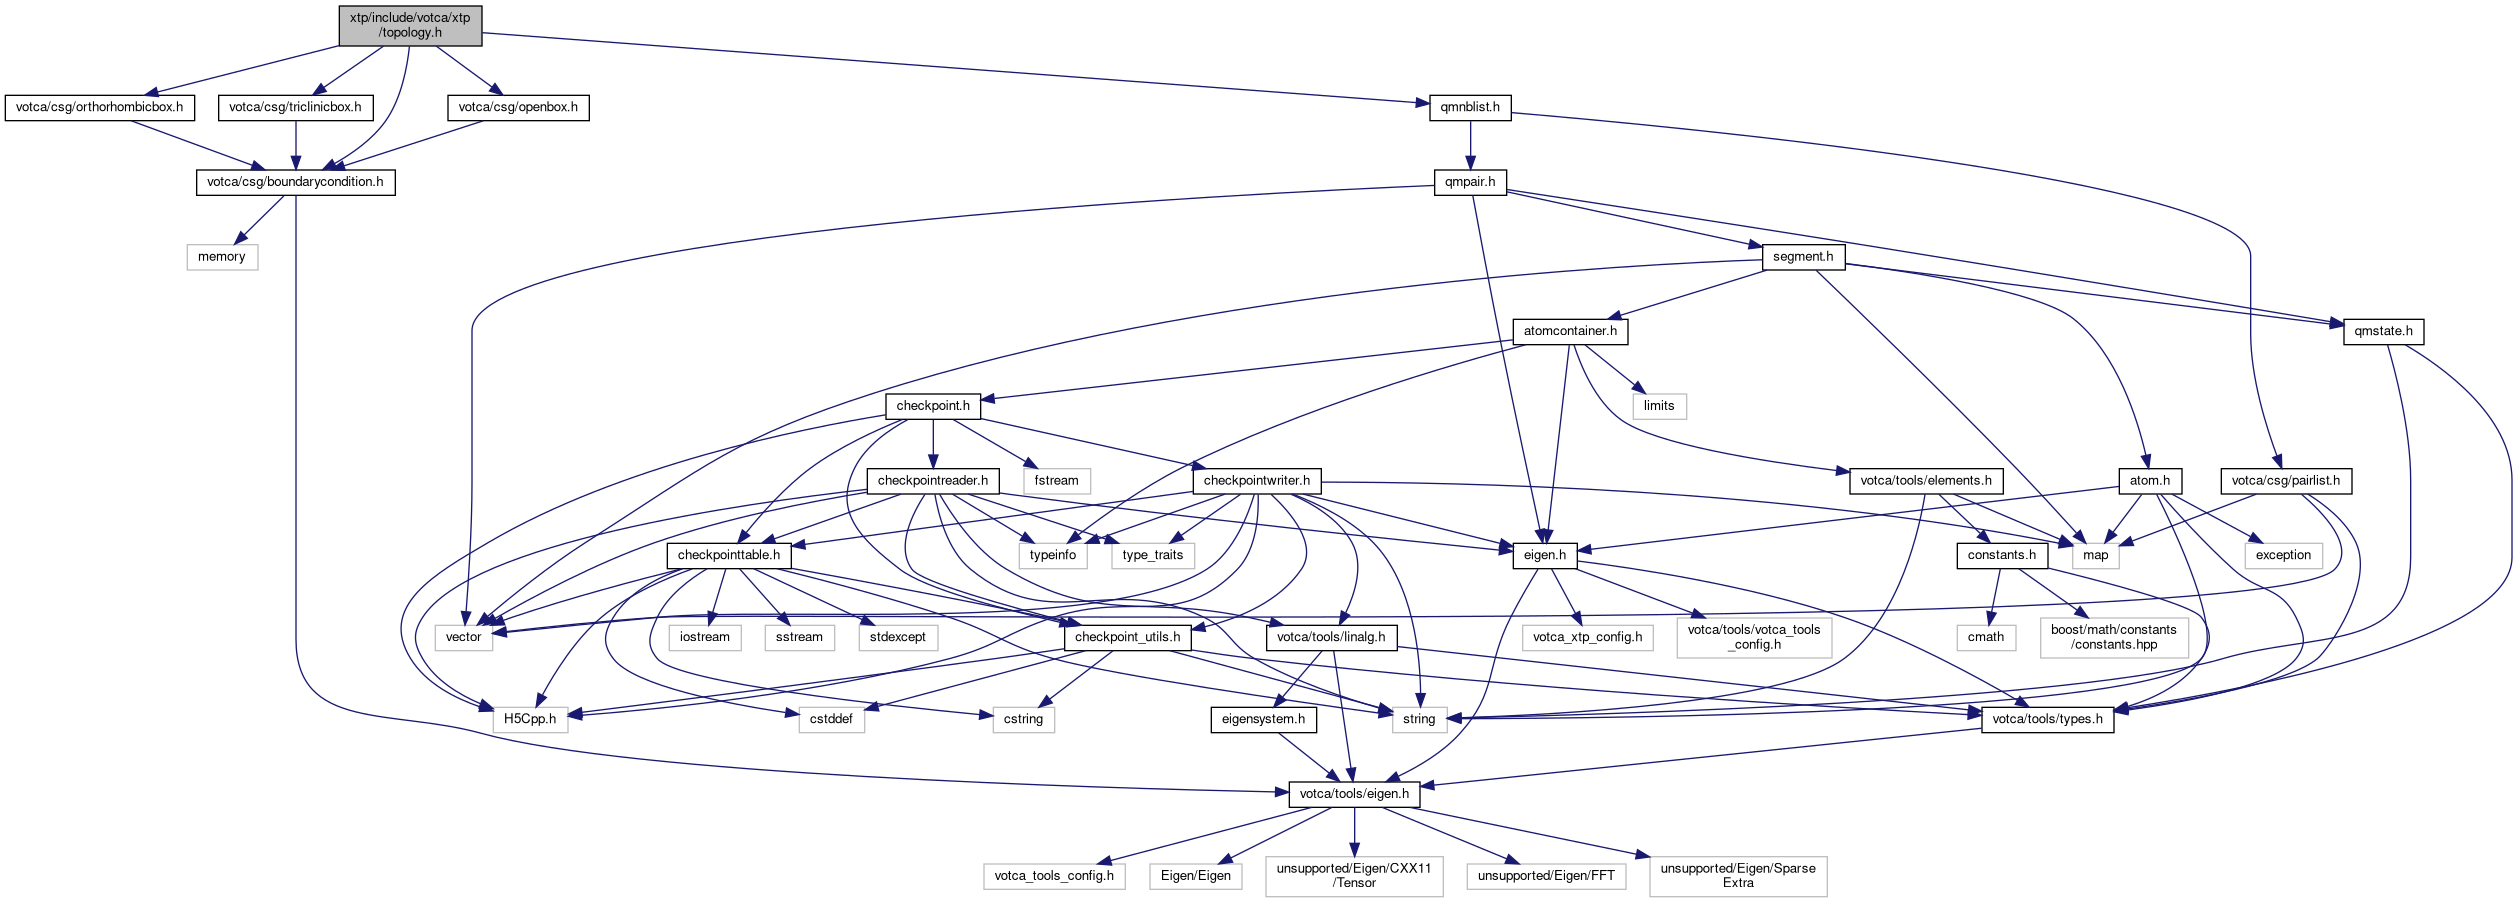 xtp/include/votca/xtp
/topology.h
votca/csg/orthorhombicbox.h
votca/csg/triclinicbox.h
votca/csg/openbox.h
qmnblist.h
votca/csg/boundarycondition.h
qmpair.h
memory
segment.h
atomcontainer.h
qmstate.h
checkpoint.h
limits
checkpointreader.h
fstream
checkpointwriter.h
votca/tools/elements.h
atom.h
votca/csg/pairlist.h
checkpointtable.h
typeinfo
type_traits
eigen.h
constants.h
map
exception
vector
iostream
sstream
stdexcept
checkpoint_utils.h
votca/tools/linalg.h
votca_xtp_config.h
votca/tools/votca_tools
_config.h
cmath
boost/math/constants
/constants.hpp
H5Cpp.h
cstddef
cstring
eigensystem.h
string
votca/tools/types.h
votca/tools/eigen.h
votca_tools_config.h
Eigen/Eigen
unsupported/Eigen/CXX11
/Tensor
unsupported/Eigen/FFT
unsupported/Eigen/Sparse
Extra